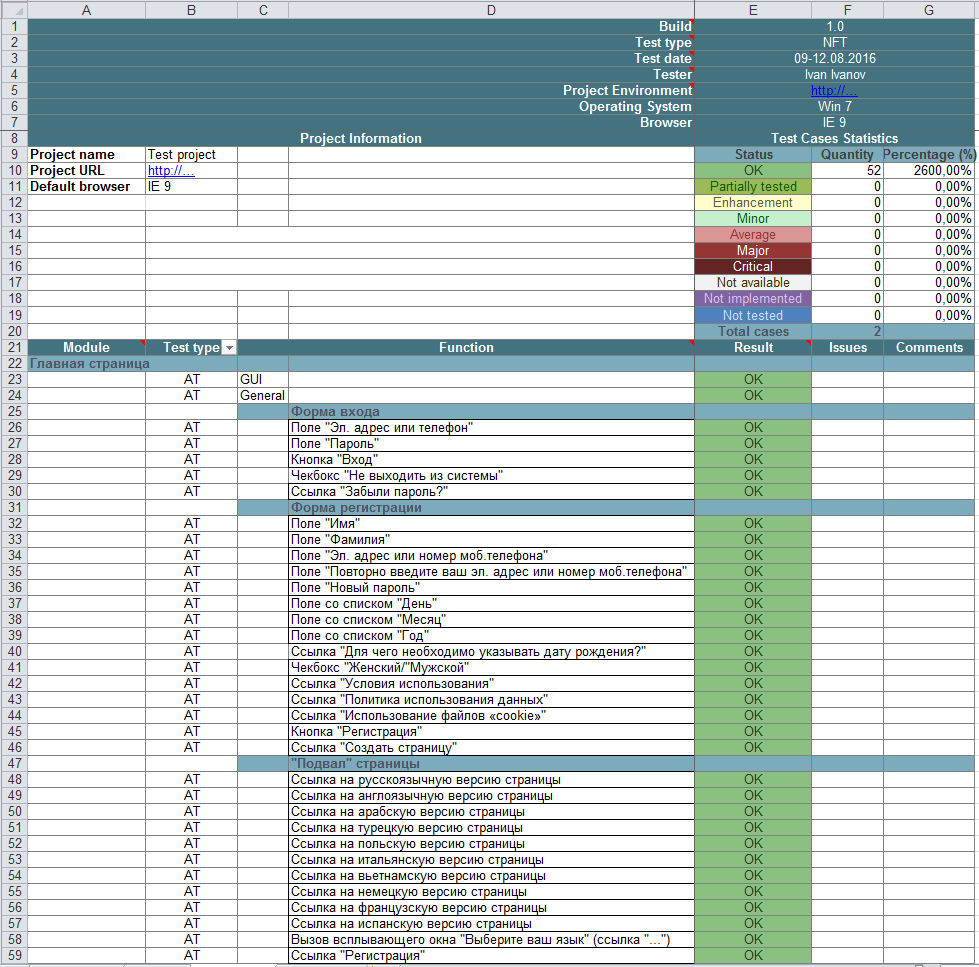 A B C D E F G
1 Build 1.0
2 Test type NFT
3 Test date 09-12.08.2016
4 Tester Ivan Ivanov
5 Project Environment http://...
6 Operating System Win 7
7 Browser IE 9
8 Project Information Test Cases Statistics
9 Project name Test project Status Quantity Percentage (%)
10 Project URL http://... OK 52 2600,00%
11 Default browser IE 9 Partially tested 0 0,00%
12 Enhancement 0 0,00%
13 Minor 0 0,00%
14 Average 0 0,00%
15 Major 0 0,00%
16 Critical 0 0,00%
17 Not available 0 0,00%
18 Not implemented 0 0,00%
19 Not tested 0 0,00%
20 Total cases 2
21 Module Test type Function Result Issues Comments
22 Главная страница
23 AT GUI OK
24 AT General OK
25 Форма входа
26 AT Поле "Эл. адрес или телефон" OK
27 AT Поле "Пароль" OK
28 AT Кнопка "Вход" OK
29 AT Чекбокс "Не выходить из системы" OK
30 AT Ссылка "Забыли пароль?" OK
31 Форма регистрации
32 AT Поле "Имя" OK
33 AT Поле "Фамилия" OK
34 AT Поле "Эл. адрес или номер моб.телефона" OK
35 AT Поле "Повторно введите ваш эл. адрес или номер моб.телефона" OK
36 AT Поле "Новый пароль" OK
37 AT Поле со списком "День" OK
38 AT Поле со списком "Месяц" OK
39 AT Поле со списком "Год" OK
40 AT Ссылка "Для чего необходимо указывать дату рождения?" OK
41 AT Чекбокс "Женский/"Мужской" OK
42 AT Ссылка "Условия использования" OK
43 AT Ссылка "Политика использования данных" OK
44 AT Ссылка "Использование файлов «cookie»" OK
45 AT Кнопка "Регистрация" OK
46 AT Ссылка "Создать страницу" OK
47 "Подвал" страницы
48 AT Ссылка на русскоязычную версию страницы OK
49 AT Ссылка на англоязычную версию страницы OK
50 AT Ссылка на арабскую версию страницы OK
51 AT Ссылка на турецкую версию страницы OK
52 AT Ссылка на польскую версию страницы OK
53 AT Ссылка на итальянскую версию страницы OK
54 AT Ссылка на вьетнамскую версию страницы OK
55 AT Ссылка на немецкую версию страницы OK
56 AT Ссылка на французскую версию страницы OK
57 AT Ссылка на испанскую версию страницы OK
58 AT Вызов всплывающего окна "Выберите ваш язык" (ссылка "...") OK
59 AT Ссылка "Регистрация" OK